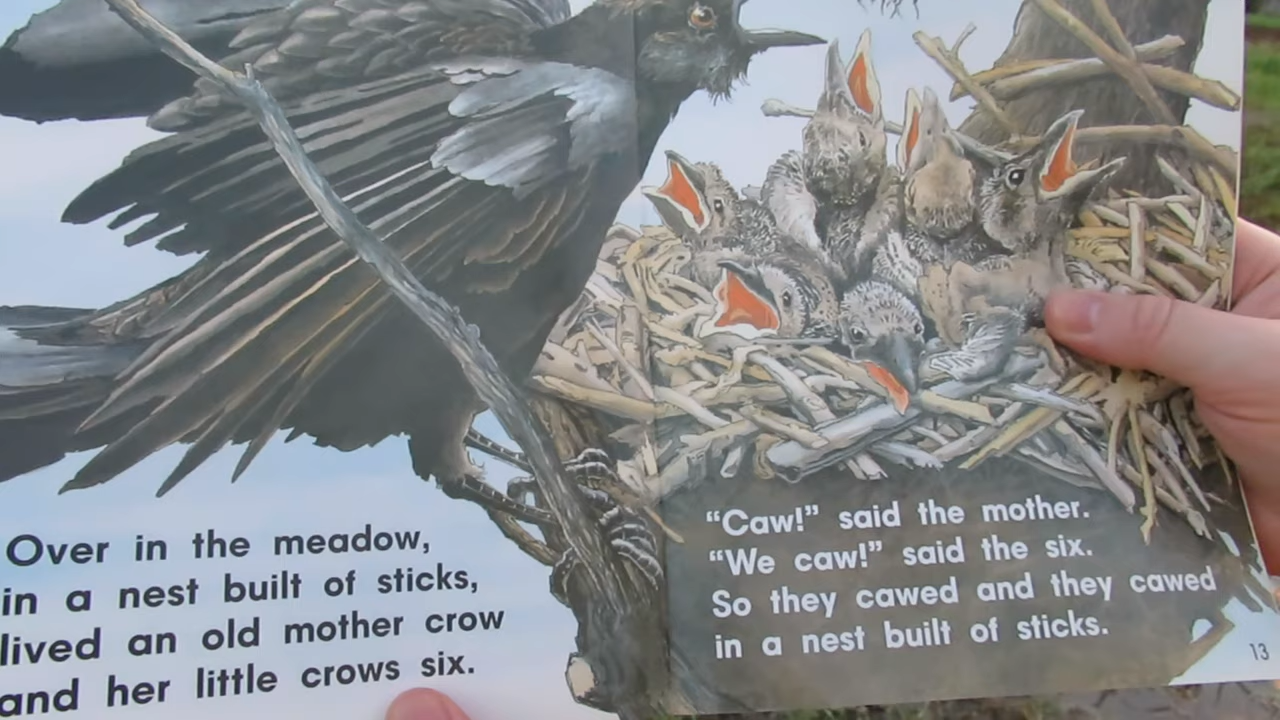 Over in the meadow,
in a nest built of sticks,
lived an old mother crow
and her little crows six.
“Caw!” said the mother.
“We caw!” said the six.
So they cawed and they cawed
in a nest built of sticks.
13